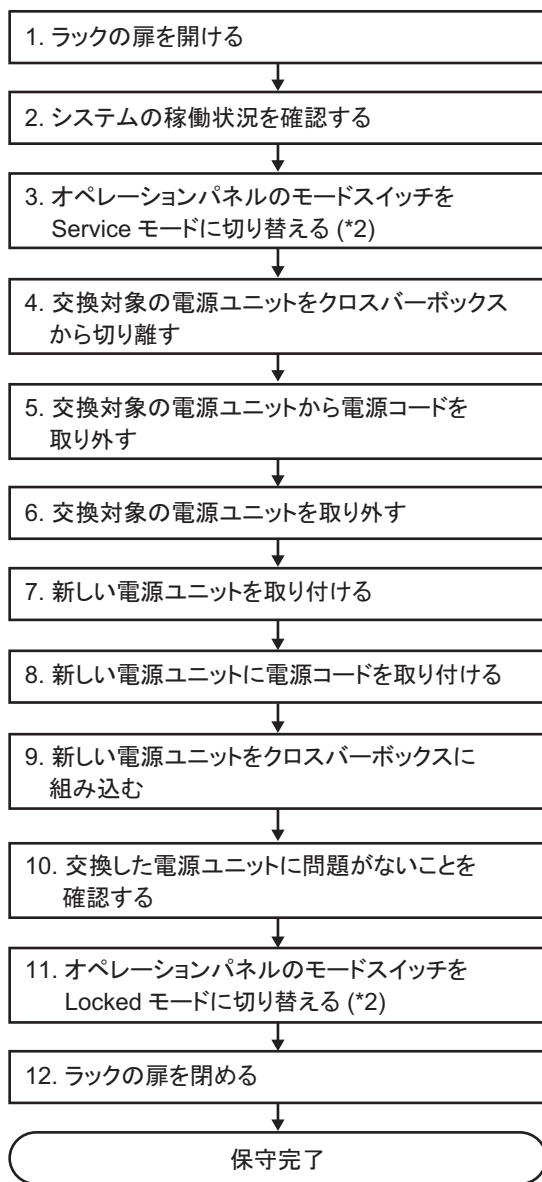 1. ラックの扉を開ける
2. システムの稼働状況を確認する
3. オペレーションパネルのモードスイッチを
Service モードに切り替える (*2)
4. 交換対象の電源ユニットをクロスバーボックス
から切り離す
5. 交換対象の電源ユニットから電源コードを
取り外す
6. 交換対象の電源ユニットを取り外す
7. 新しい電源ユニットを取り付ける
8. 新しい電源ユニットに電源コードを取り付ける
9. 新しい電源ユニットをクロスバーボックスに
組み込む
10. 交換した電源ユニットに問題がないことを
確認する
11. オペレーションパネルのモードスイッチを
Locked モードに切り替える (*2)
12. ラックの扉を閉める
保守完了